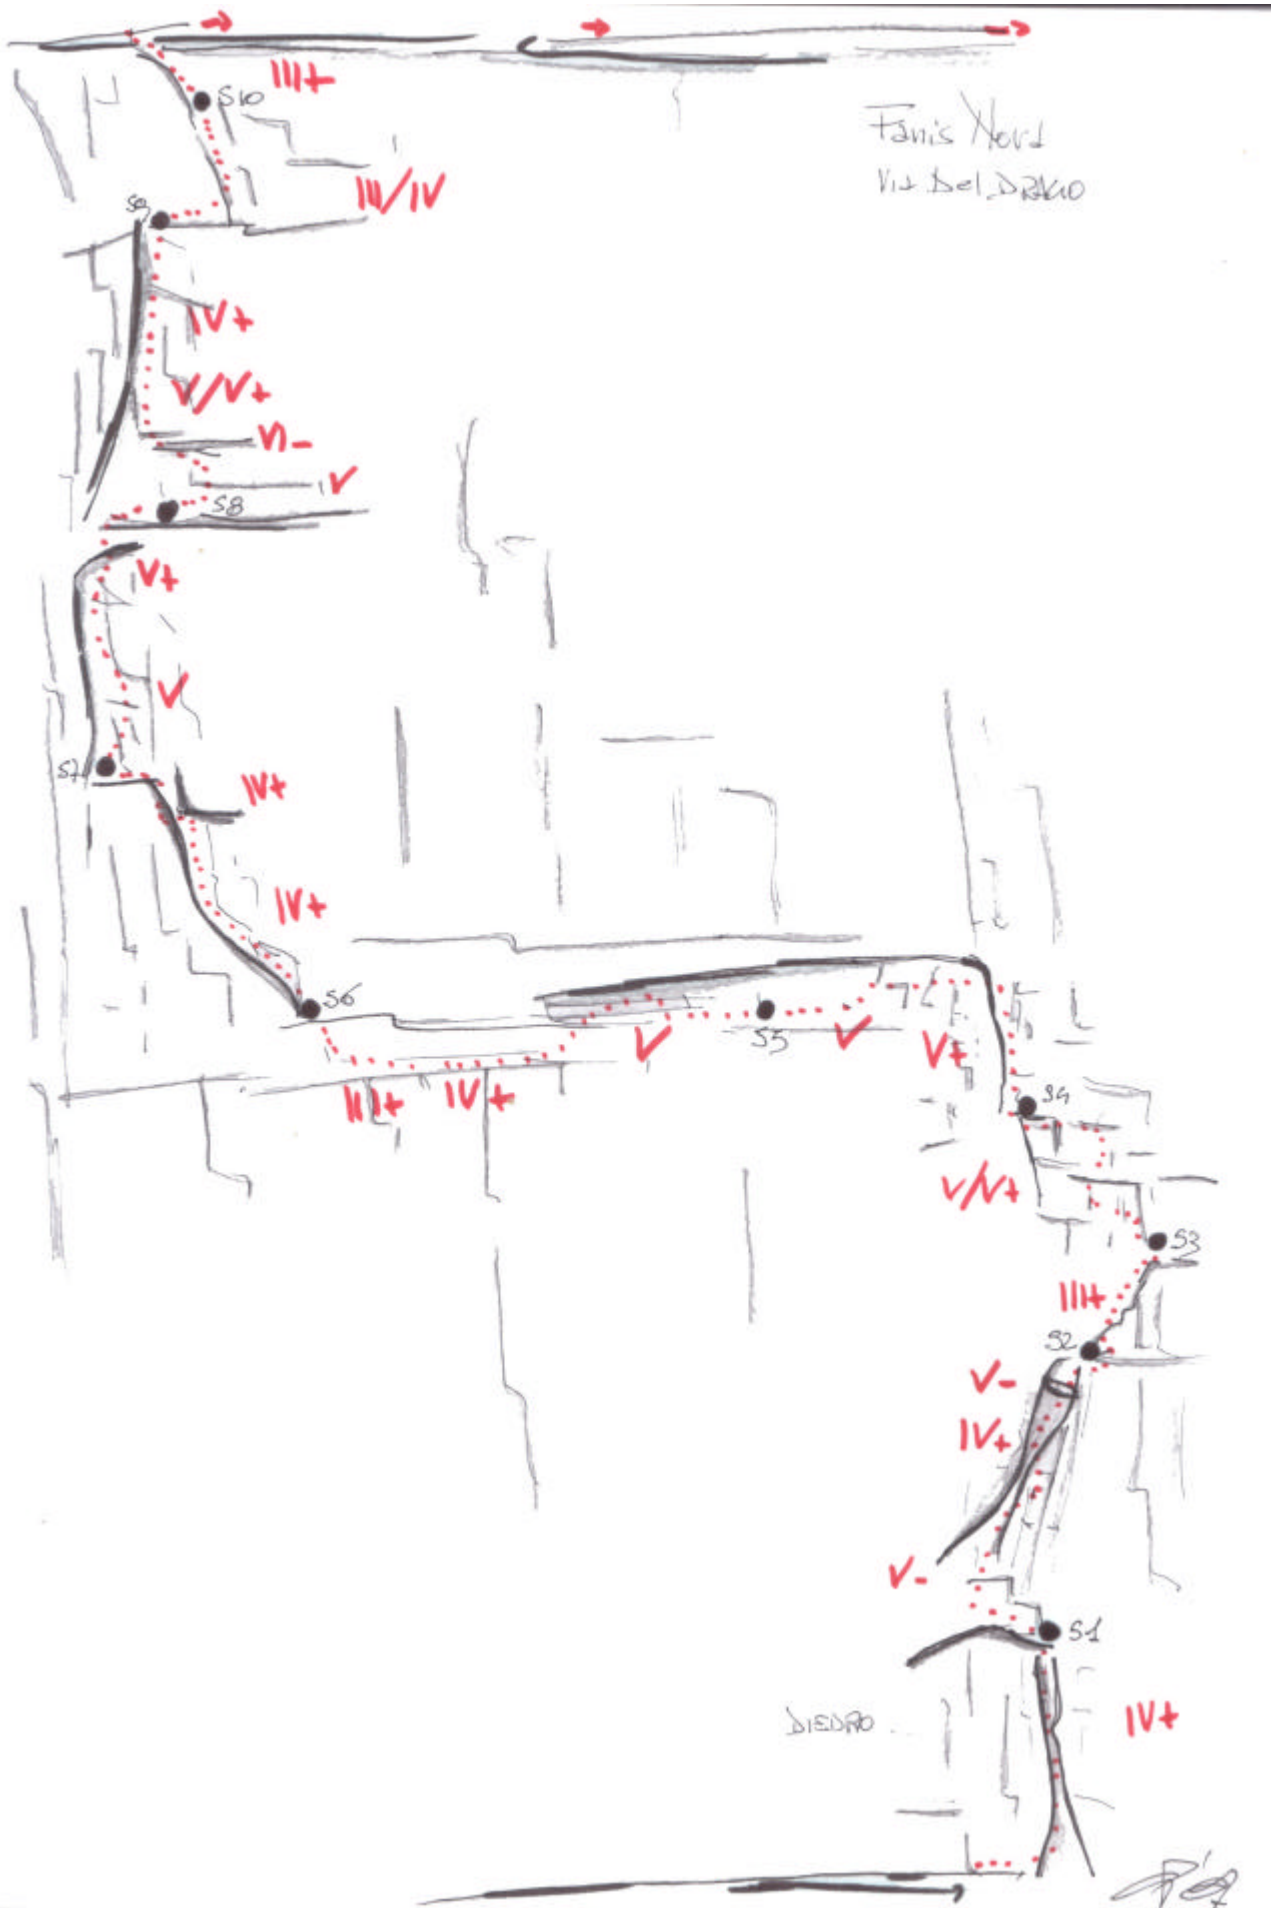 III+
S10
Fanis Nord
Via Del DRAGO
III/IV
S9
IV+
V/V+
VI-
V
S8
V+
V
S7
IV+
IV+
S6
S5
V
V
V+
III+
IV+
S4
V/V+
S3
III+
S2
V-
IV+
V-
S1
DIEDRO
IV+